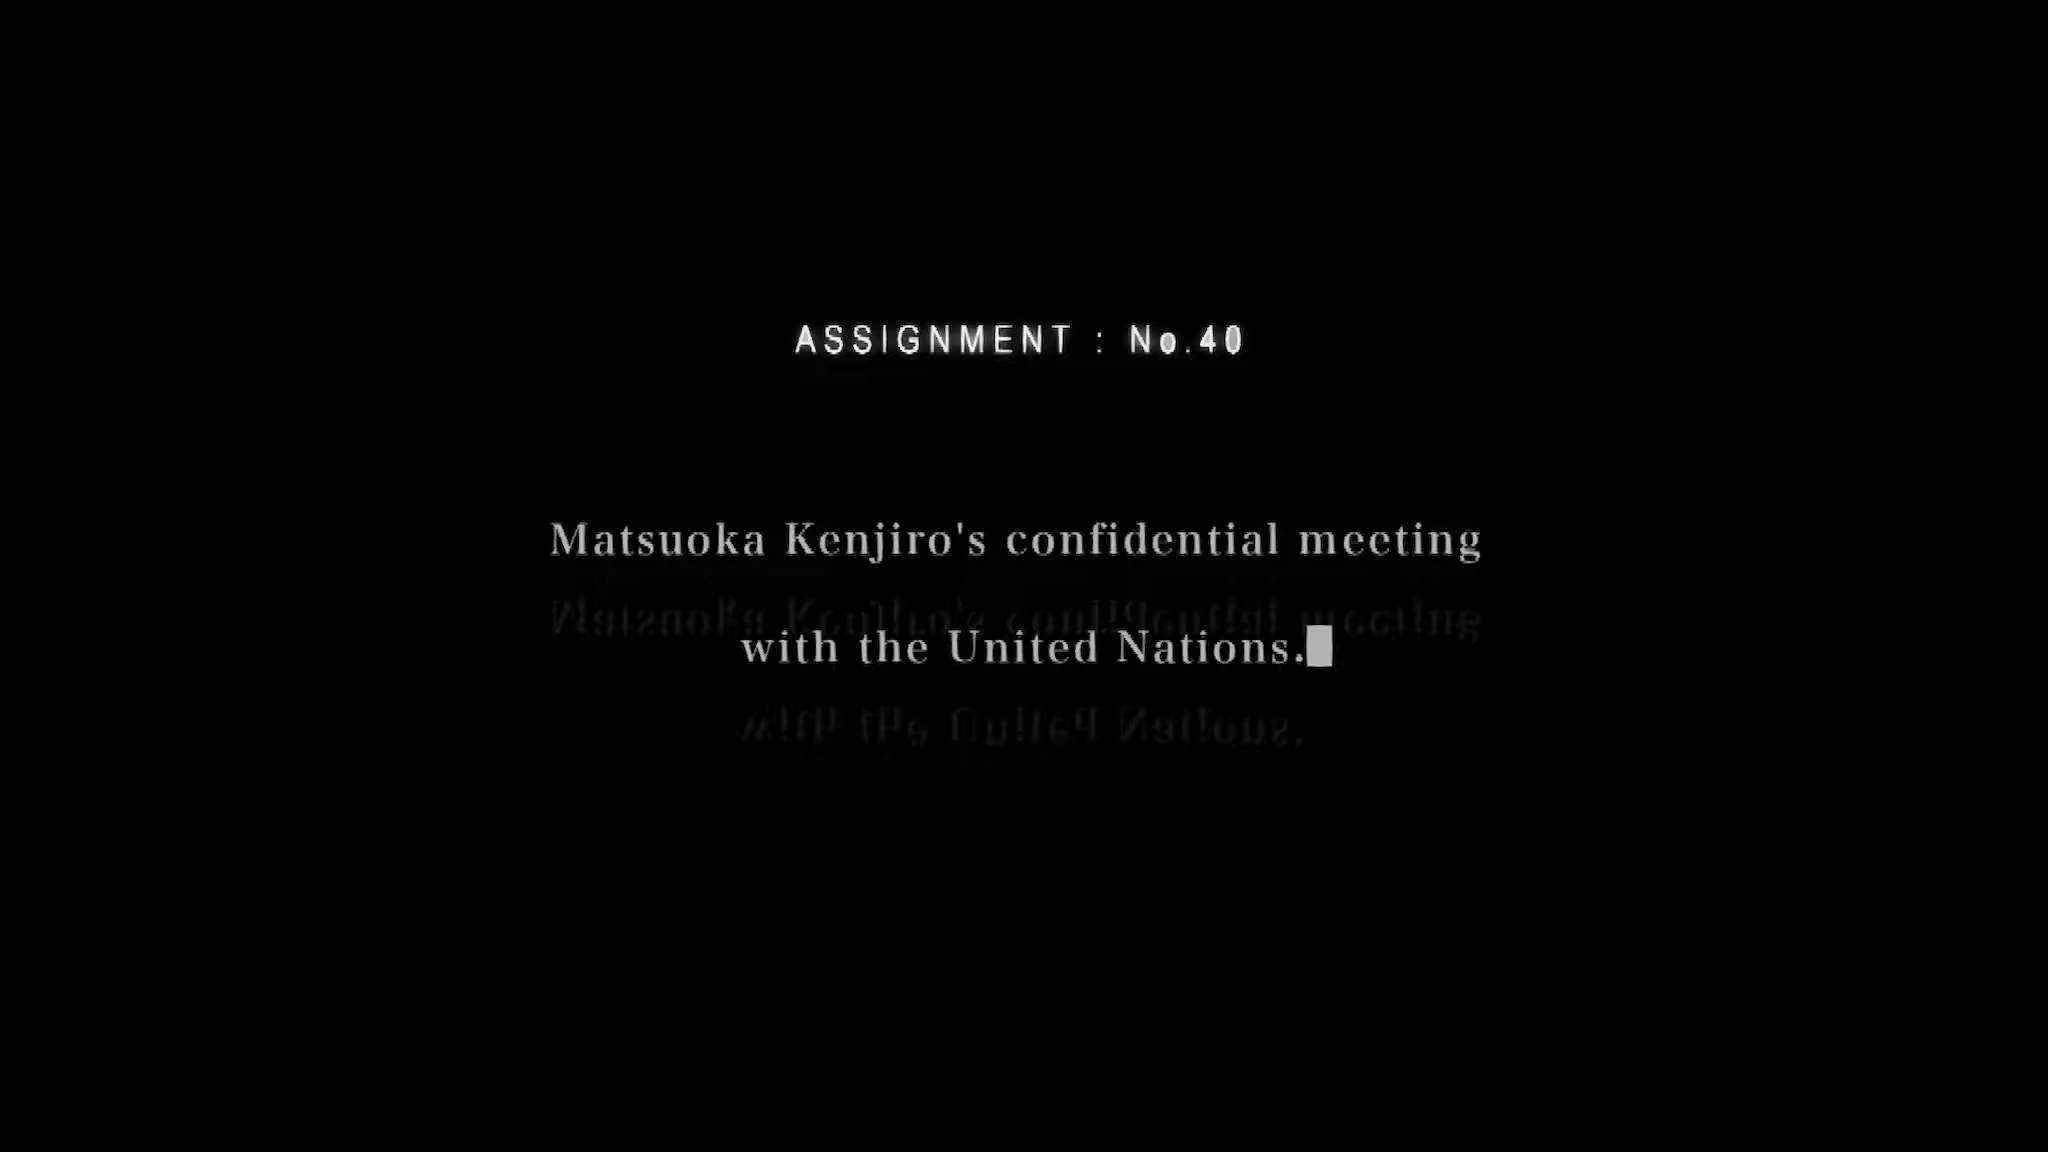 ASSIGNMENT : No.40
Matsuoka Kenjiro's confidential meeting
with the United Nations.